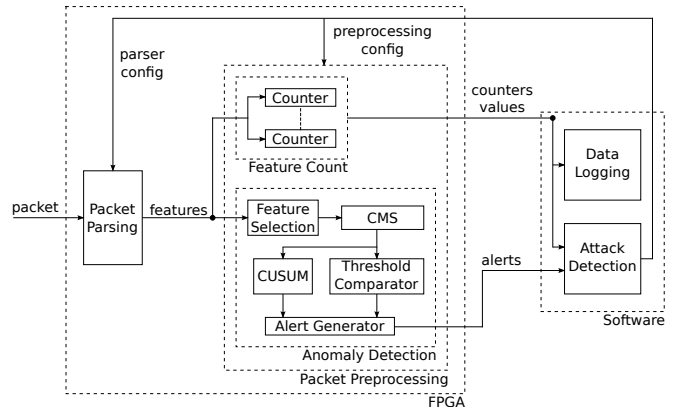 parser
config
preprocessing
config
counters
values
Counter
Counter
Feature Count
Data
Logging
packet
Packet
Parsing
features
Feature
Selection
CMS
CUSUM
Threshold
Comparator
alerts
Attack
Detection
Alert Generator
Software
Anomaly Detection
Packet Preprocessing
FPGA